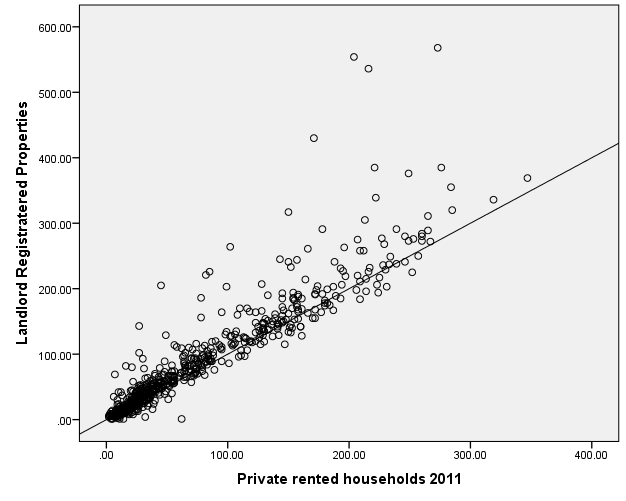 600.00
500.00
400.00
300.00
200.00
100.00
.00
Landlord Registratered Properties
.00 100.00 200.00 300.00 400.00
Private rented households 2011